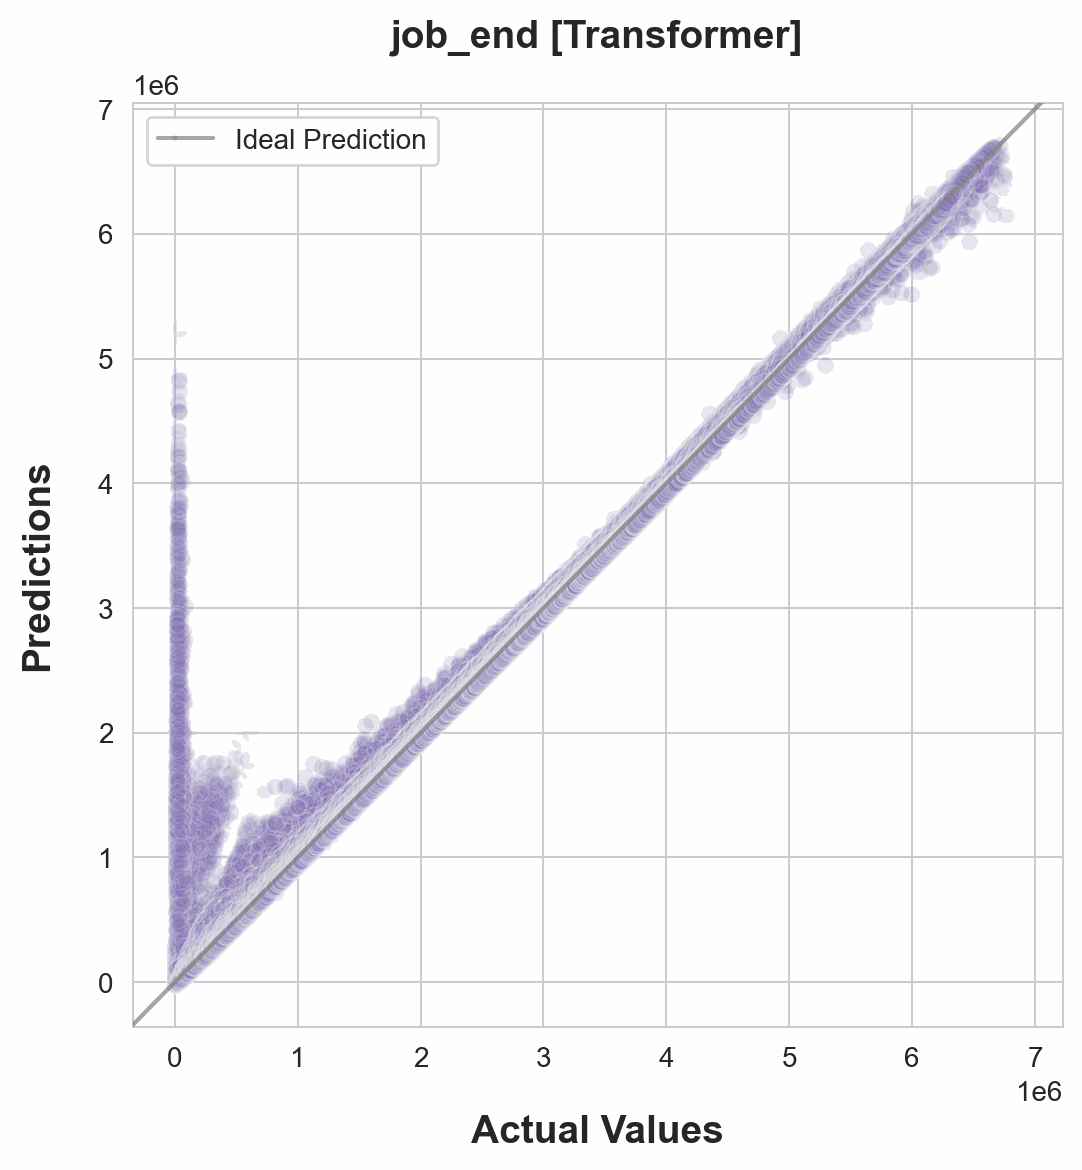 job_end [Transformer]
1e6
7
Ideal Prediction
6
5
4
3
2
1
0
Predictions
0 1 2 3 4 5 6 7
1e6
Actual Values